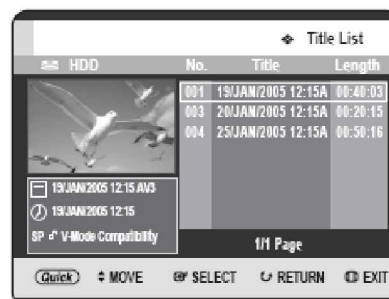 Title List
HDD No. Title Length
001 19/JAN/2005 12:15A 00:40:03
003 20/JAN/2005 12:15A 00:20:15
004 25/JAN/2005 12:15A 00:50:16
19/JAN/2005 12:15 AV3
19/JAN/2005 12:15
SP V-Mode Compatibility
1/1 Page
Quick MOVE SELECT RETURN EXIT